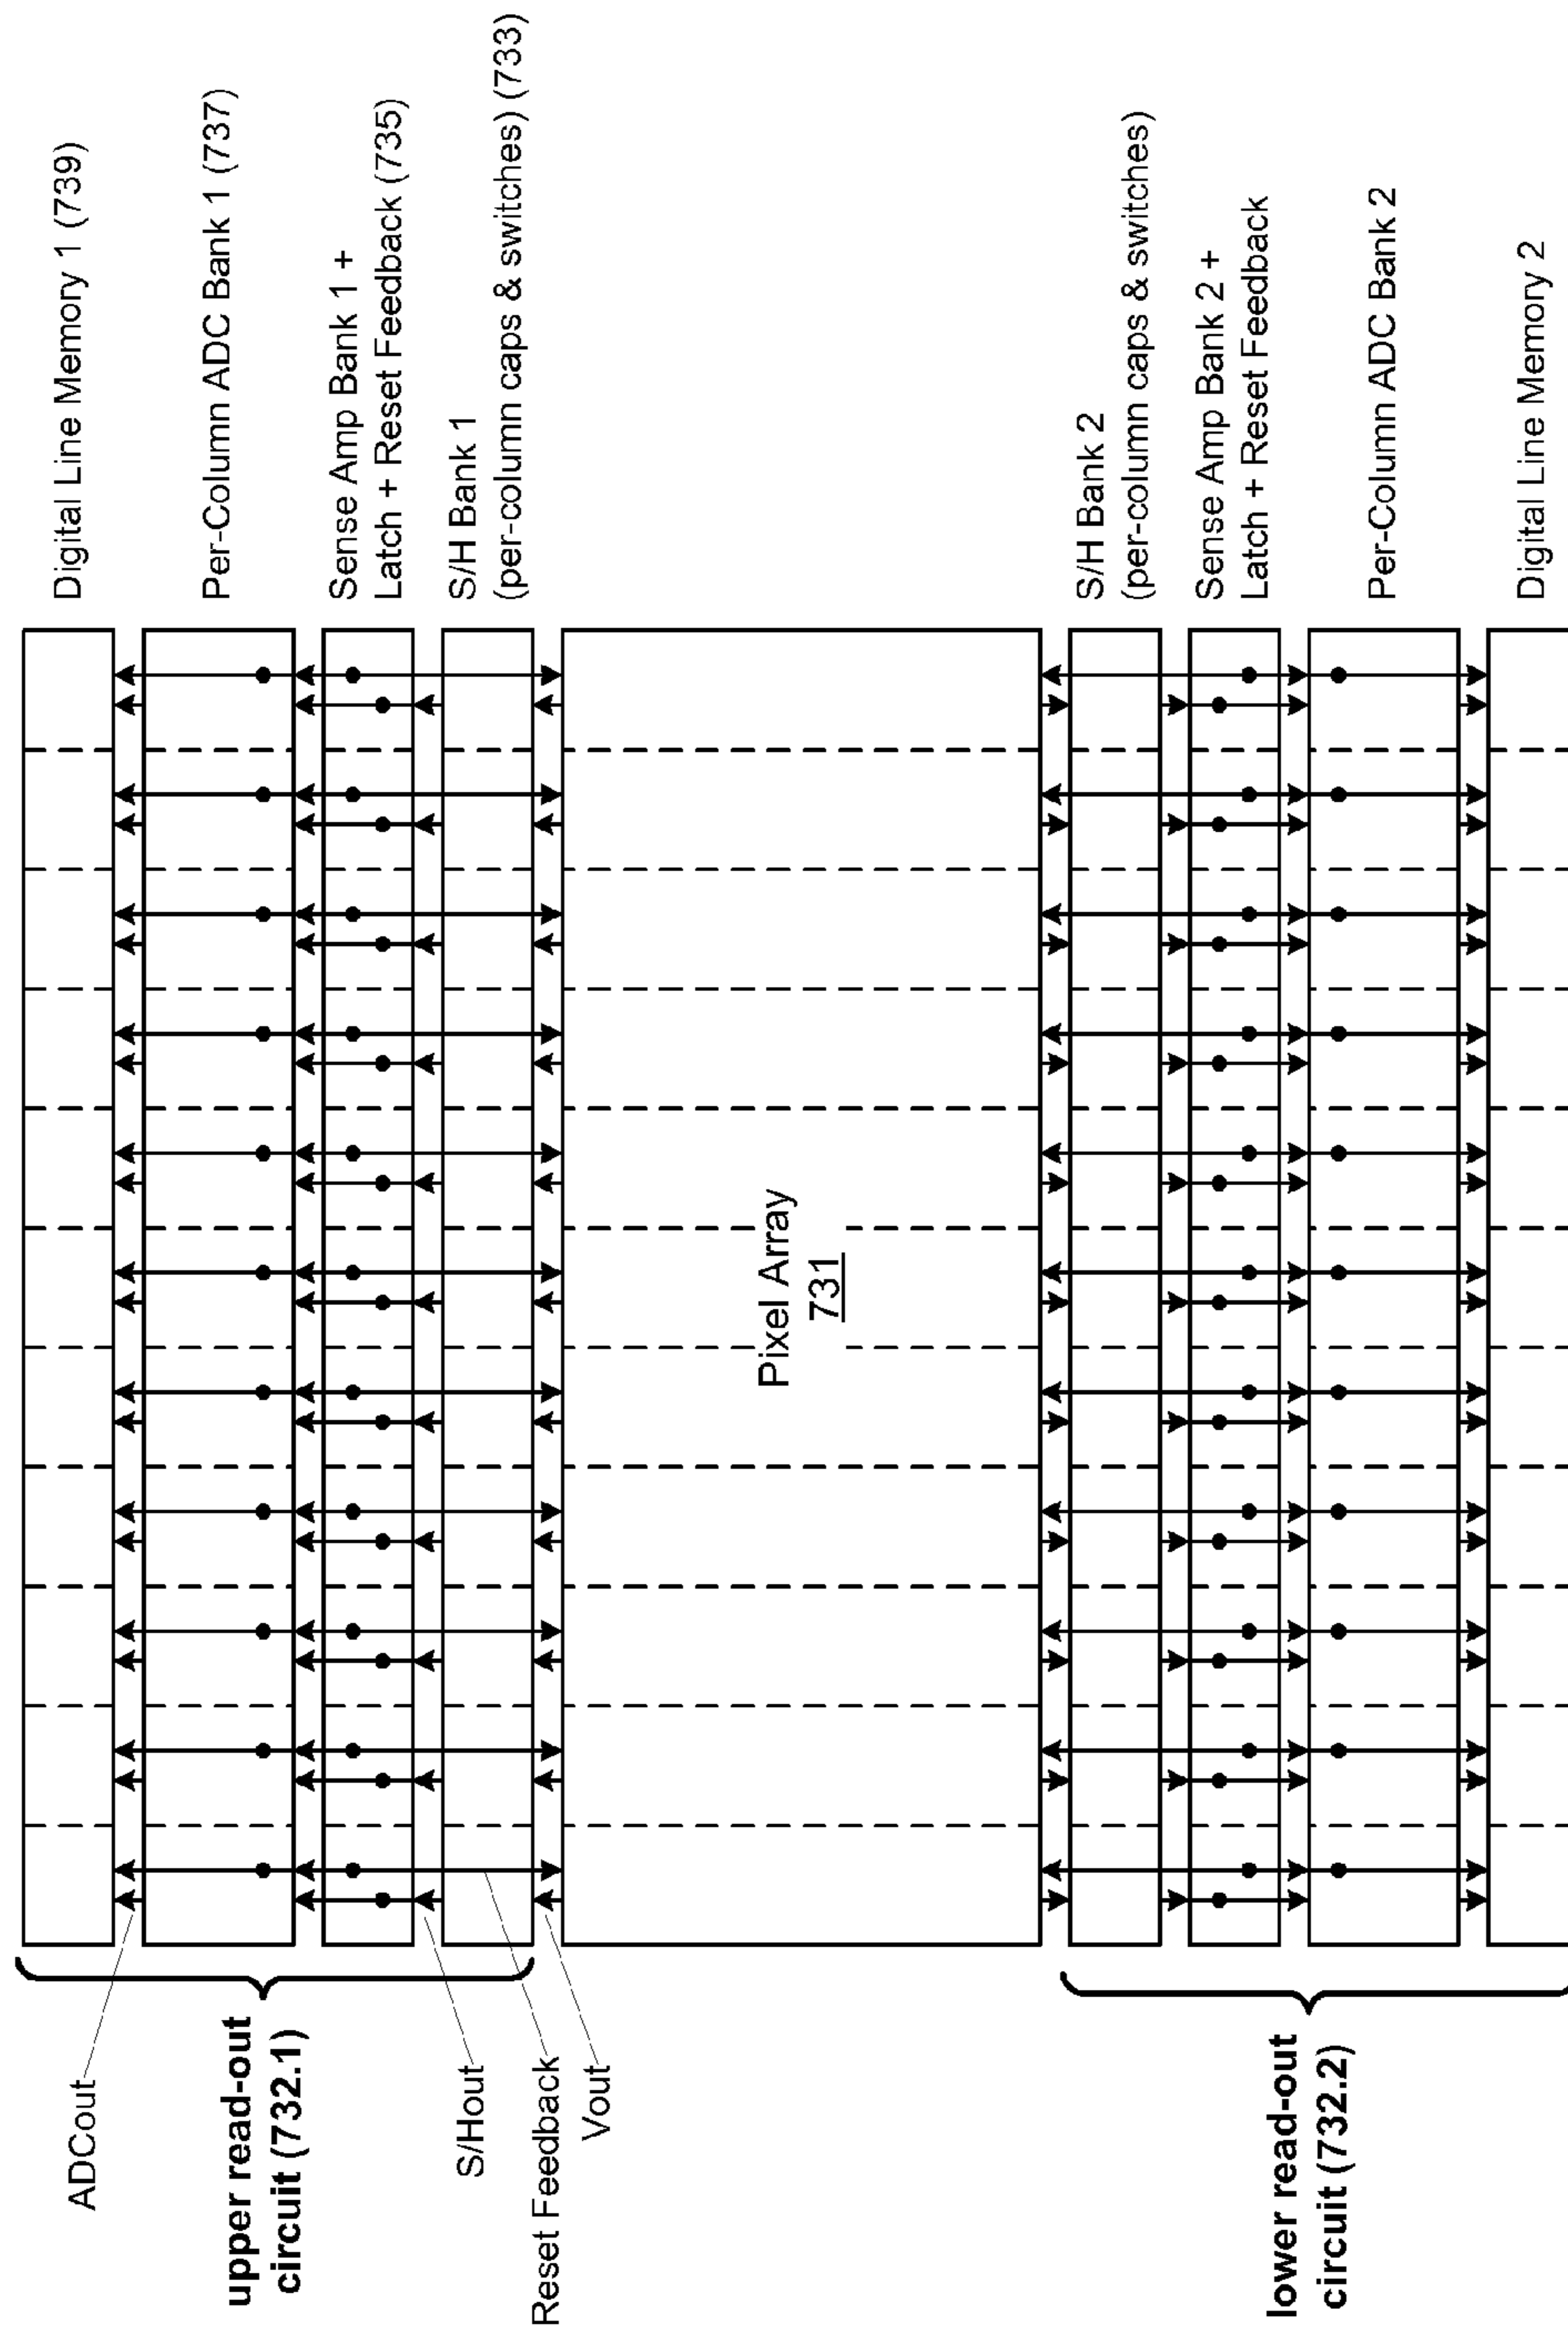 Digital Line Memory 1 (739)
Per-Column ADC Bank 1 (737)
Sense Amp Bank 1 +
Latch + Reset Feedback (735)
S/H Bank 1
(per-column caps & switches) (733)
ADCout
upper read-out
circuit (732.1)
S/Hout
Reset Feedback
Vout
Pixel Array
731
S/H Bank 2
(per-column caps & switches)
Sense Amp Bank 2 +
Latch + Reset Feedback
Per-Column ADC Bank 2
Digital Line Memory 2
lower read-out
circuit (732.2)